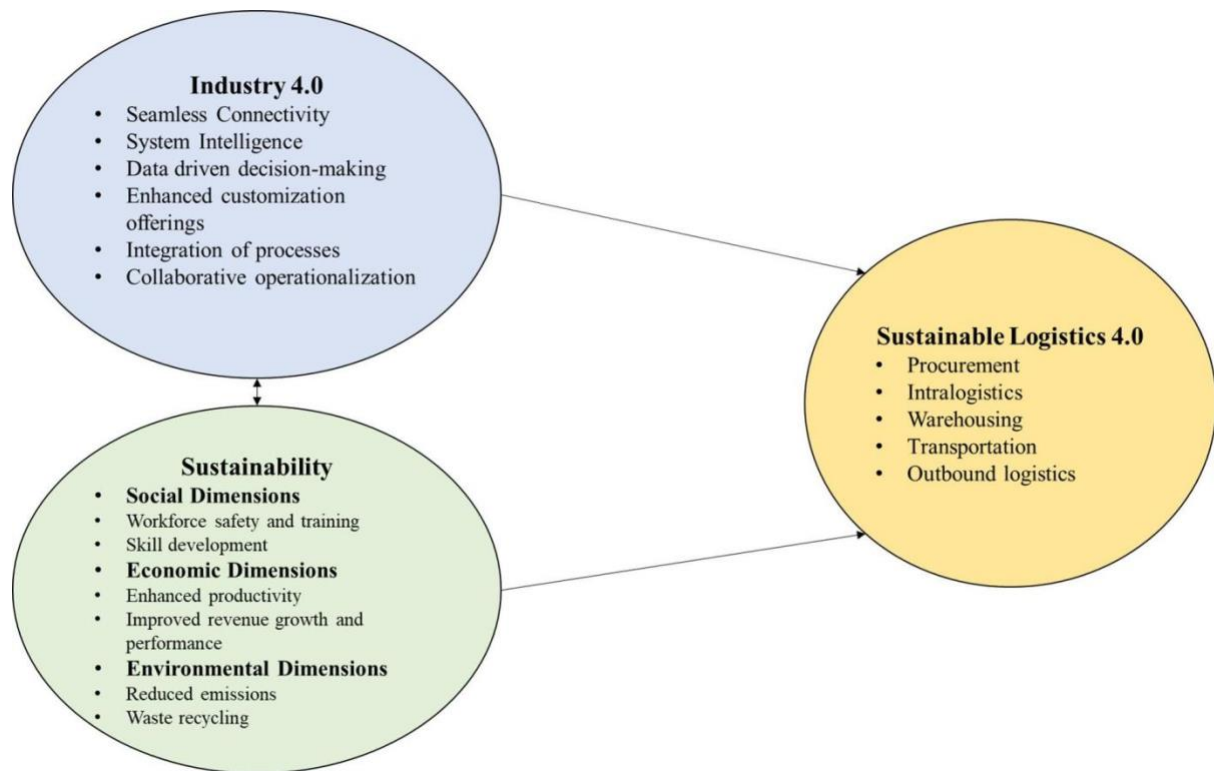 Industry 4.0
• Seamless Connectivity
• System Intelligence
• Data driven decision-making
• Enhanced customization
offerings
• Integration of processes
• Collaborative operationalization
Sustainability
• Social Dimensions
• Workforce safety and training
• Skill development
• Economic Dimensions
• Enhanced productivity
• Improved revenue growth and
performance
• Environmental Dimensions
• Reduced emissions
• Waste recycling
Sustainable Logistics 4.0
• Procurement
• Intralogistics
• Warehousing
• Transportation
• Outbound logistics